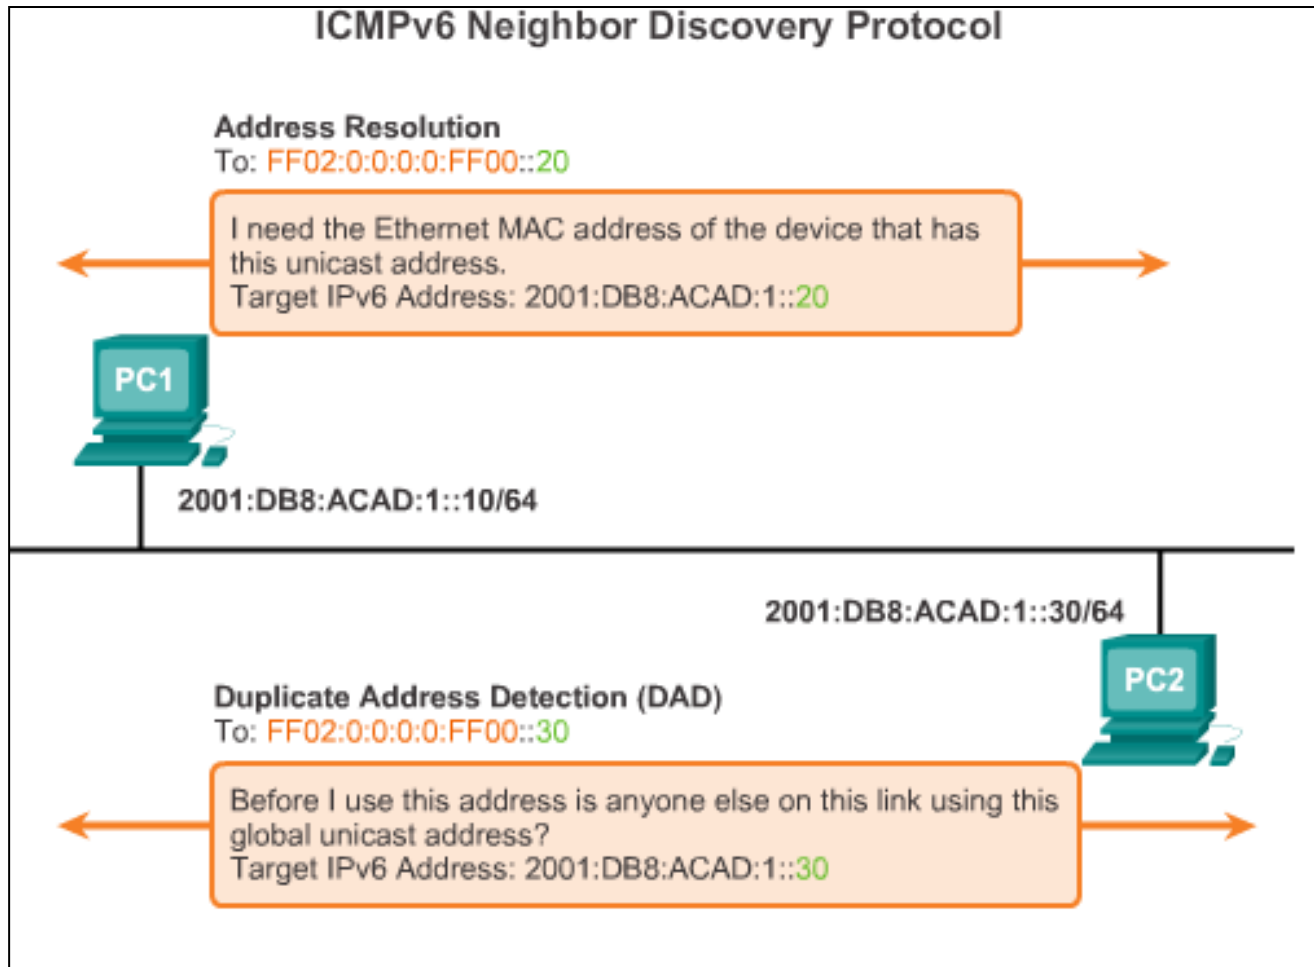 ICMPv6 Neighbor Discovery Protocol
Address Resolution
To: FF02:0:0:0:0:FF00::20
I need the Ethernet MAC address of the device that has
this unicast address.
Target IPv6 Address: 2001:DB8:ACAD:1::20
PC1
2001:DB8:ACAD:1::10/64
2001:DB8:ACAD:1::30/64
PC2
Duplicate Address Detection (DAD)
To: FF02:0:0:0:0:FF00::30
Before I use this address is anyone else on this link using this
global unicast address?
Target IPv6 Address: 2001:DB8:ACAD:1::30